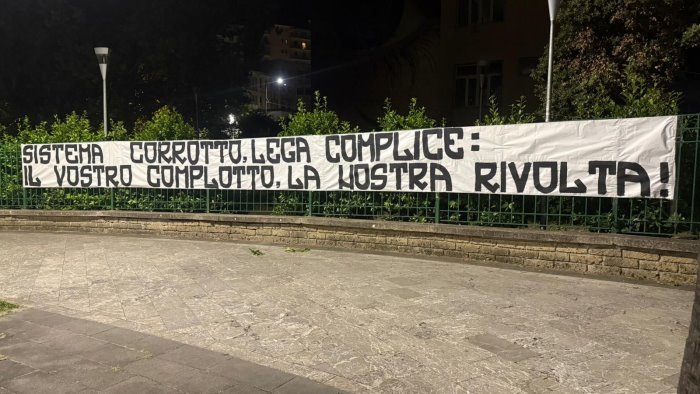 SISTEMA CORROTTO, LEGA COMPLICE:
IL VOSTRO COMPLOTTO, LA NOSTRA RIVOLTA!